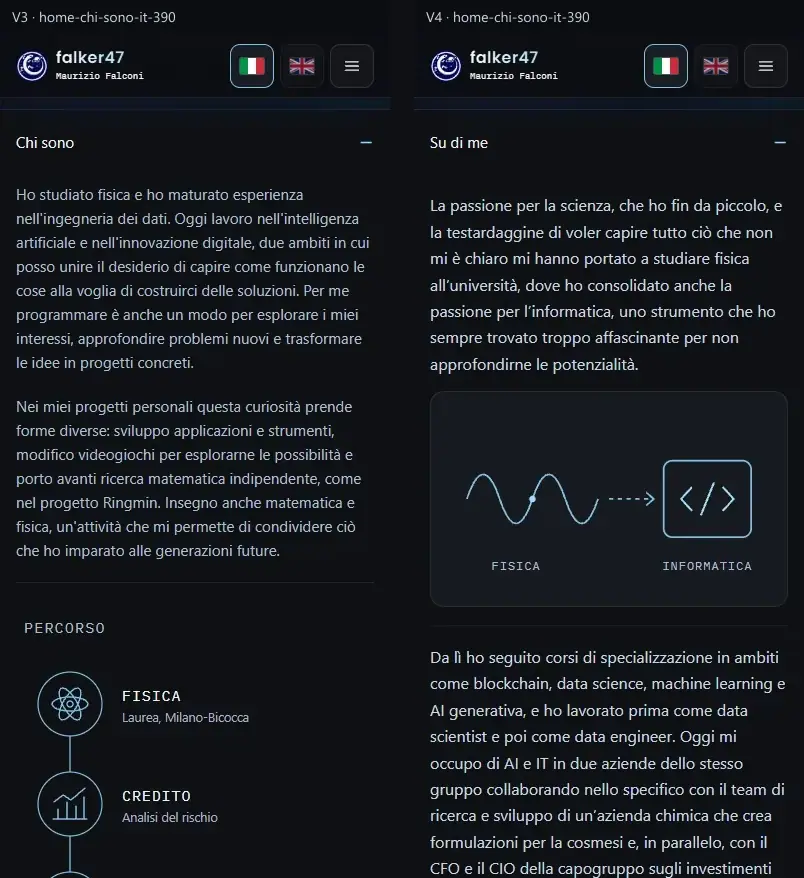 V3 · home-chi-sono-it-390
falker47
Maurizio Falconi
Chi sono
Ho studiato fisica e ho maturato esperienza
nell'ingegneria dei dati. Oggi lavoro nell'intelligenza
artificiale e nell'innovazione digitale, due ambiti in cui
posso unire il desiderio di capire come funzionano le
cose alla voglia di costruirci delle soluzioni. Per me
programmare è anche un modo per esplorare i miei
interessi, approfondire problemi nuovi e trasformare
le idee in progetti concreti.
Nei miei progetti personali questa curiosità prende
forme diverse: sviluppo applicazioni e strumenti,
modifico videogiochi per esplorarne le possibilità e
porto avanti ricerca matematica indipendente, come
nel progetto Ringmin. Insegno anche matematica e
fisica, un'attività che mi permette di condividere ciò
che ho imparato alle generazioni future.
PERCORSO
FISICA
Laurea, Milano-Bicocca
CREDITO
Analisi del rischio
V4 · home-chi-sono-it-390
falker47
Maurizio Falconi
Su di me
La passione per la scienza, che ho fin da piccolo, e
la testardaggine di voler capire tutto ciò che non
mi è chiaro mi hanno portato a studiare fisica
all’università, dove ho consolidato anche la
passione per l’informatica, uno strumento che ho
sempre trovato troppo affascinante per non
approfondirne le potenzialità.
</>
FISICA
INFORMATICA
Da lì ho seguito corsi di specializzazione in ambiti
come blockchain, data science, machine learning e
AI generativa, e ho lavorato prima come data
scientist e poi come data engineer. Oggi mi
occupo di AI e IT in due aziende dello stesso
gruppo collaborando nello specifico con il team di
ricerca e sviluppo di un’azienda chimica che crea
formulazioni per la cosmesi e, in parallelo, con il
CFO e il CIO della capogruppo sugli investimenti